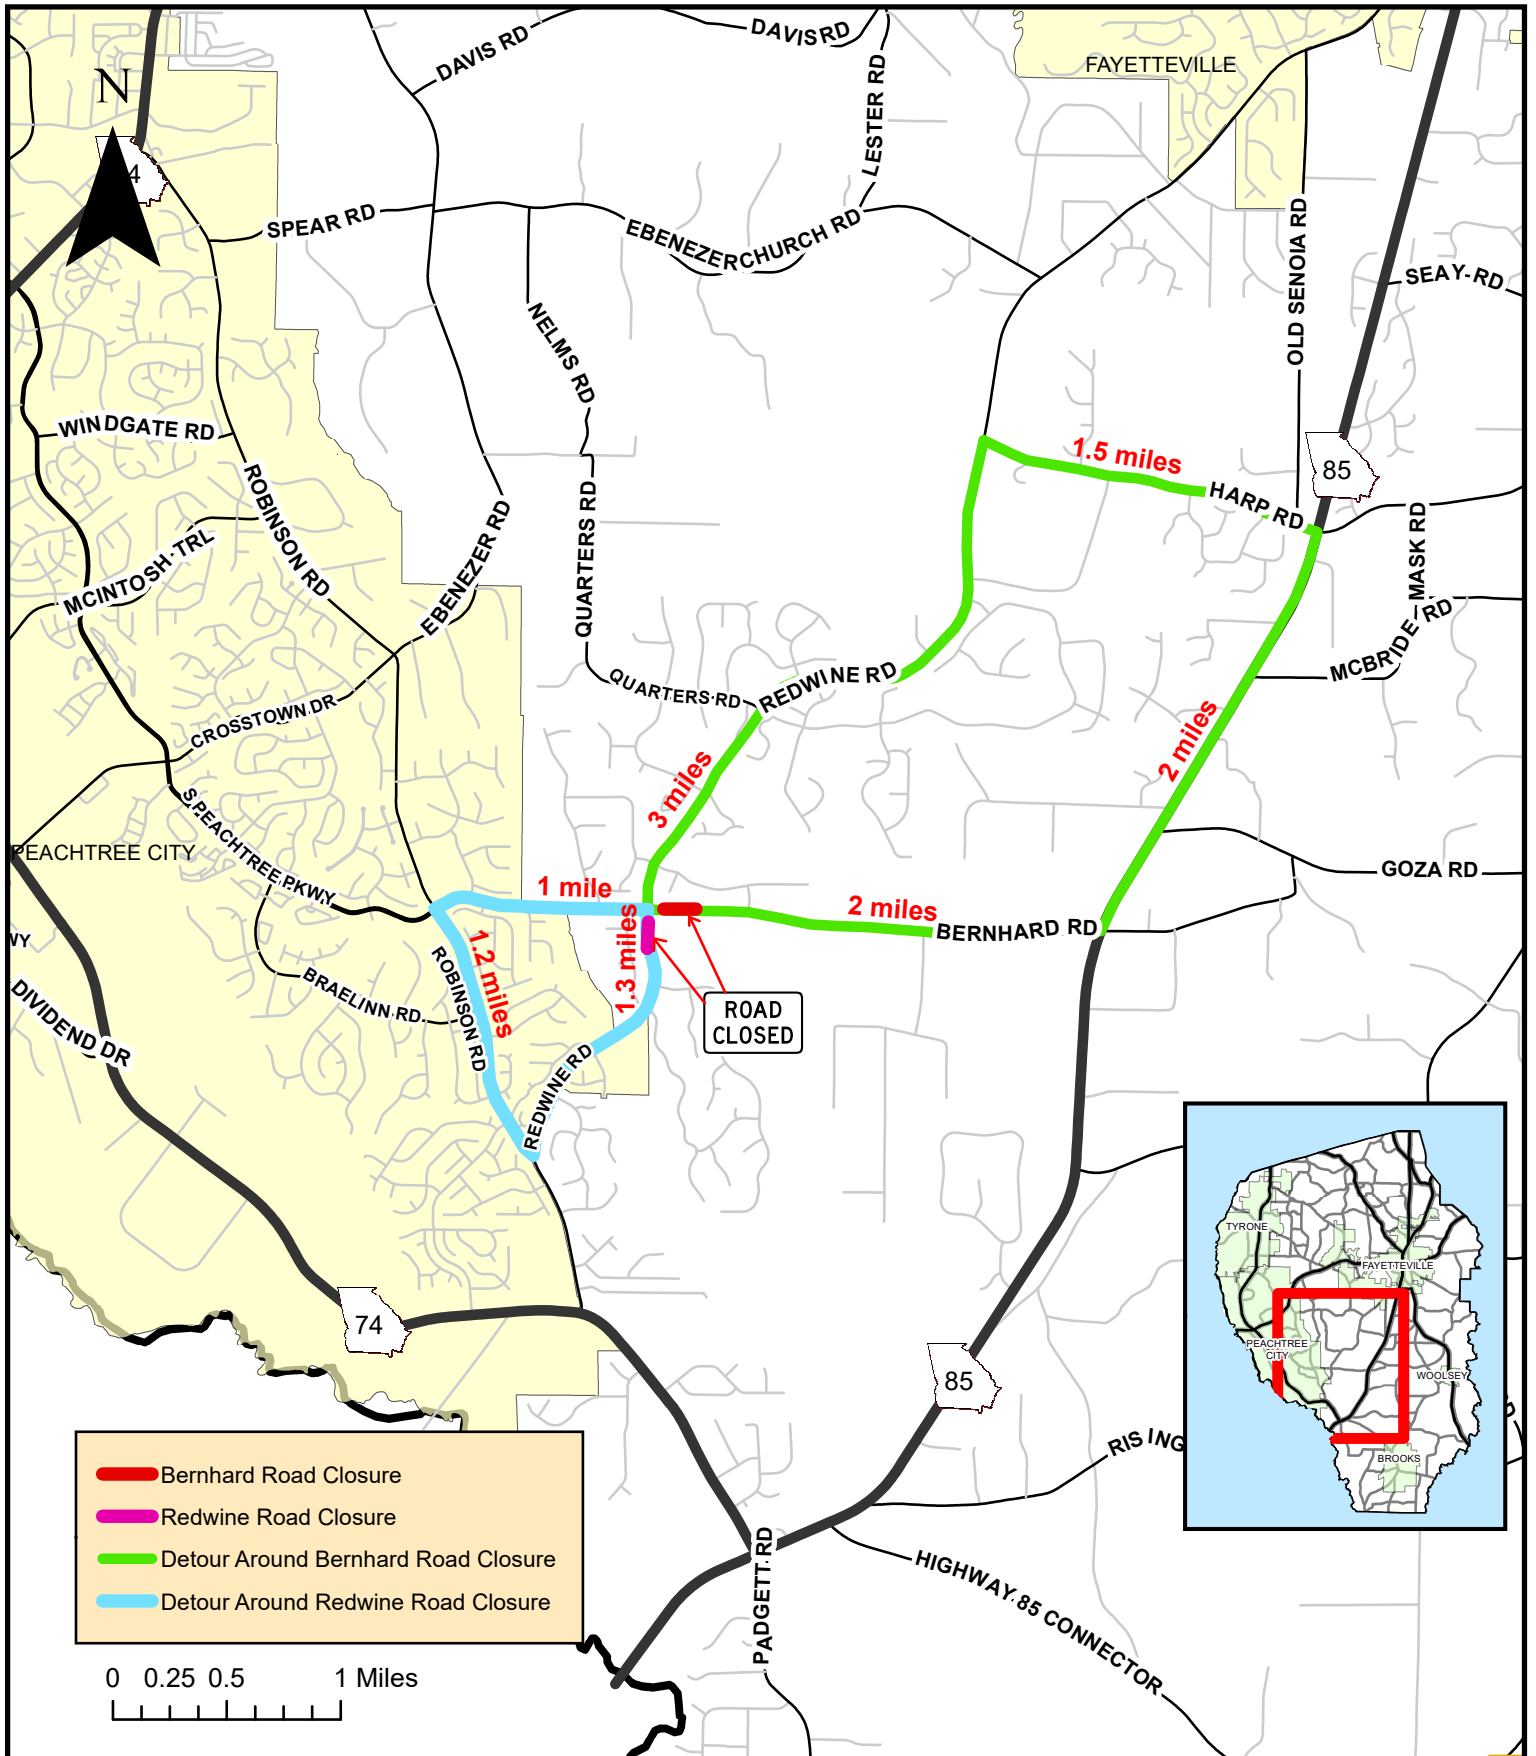 DAVIS RD
DAVIS RD
FAYETTEVILLE
N
LESTER RD
4
SPEAR RD
EBENEZER CHURCH RD
OLD SENOIA RD
SEAY RD
NELMS RD
WINDGATE RD
1.5 miles
85
HARP RD
ROBINSON RD
QUARTERS RD
MASK RD
MCINTOSH TRL
EBENEZER RD
MCBRIDE RD
QUARTERS RD
REDWINE RD
CROSSTOWN DR
2 miles
3 miles
S PEACHTREE PKWY
PEACHTREE CITY
GOZA RD
1 mile
2 miles
BERNHARD RD
WY
1.3 miles
1.2 miles
ROBINSON RD
BRAELINN RD
DIVIDEND DR
ROAD
CLOSED
REDWINE RD
TYRONE
FAYETTEVILLE
PEACHTREE
CITY
WOOLSEY
BROOKS
74
85
RISING
D
Bernhard Road Closure
Redwine Road Closure
Detour Around Bernhard Road Closure
Detour Around Redwine Road Closure
PADGETT RD
HIGHWAY 85 CONNECTOR
0 0.25 0.5 1 Miles